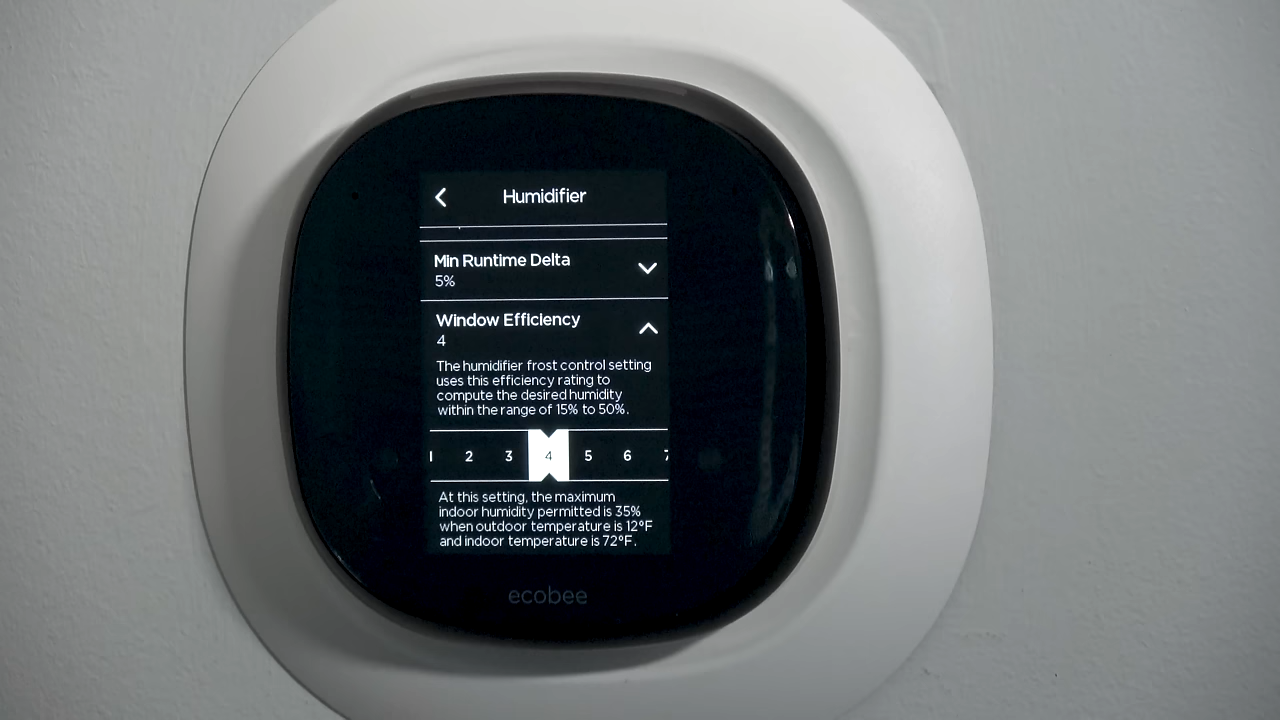 Humidifier
Min Runtime Delta
5%
Window Efficiency
4
The humidifier frost control setting
uses this efficiency rating to
compute the desired humidity
within the range of 15% to 50%.
1 2 3 4 5 6 7
At this setting, the maximum
indoor humidity permitted is 35%
when outdoor temperature is 12°F
and indoor temperature is 72°F.
ecobee